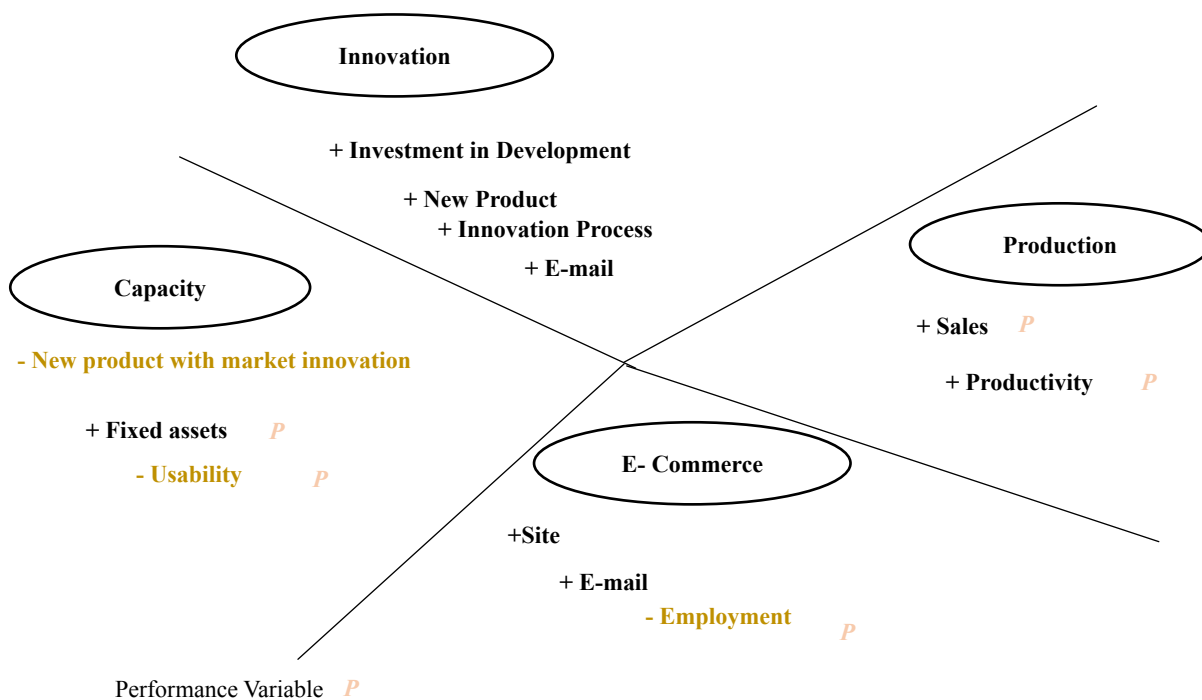 Innovation
+ Investment in Development
+ New Product
+ Innovation Process
+ E-mail
Production
+ Sales P
+ Productivity P
Capacity
- New product with market innovation
+ Fixed assets P
- Usability P
E- Commerce
+Site
+ E-mail
- Employment P
Performance Variable P